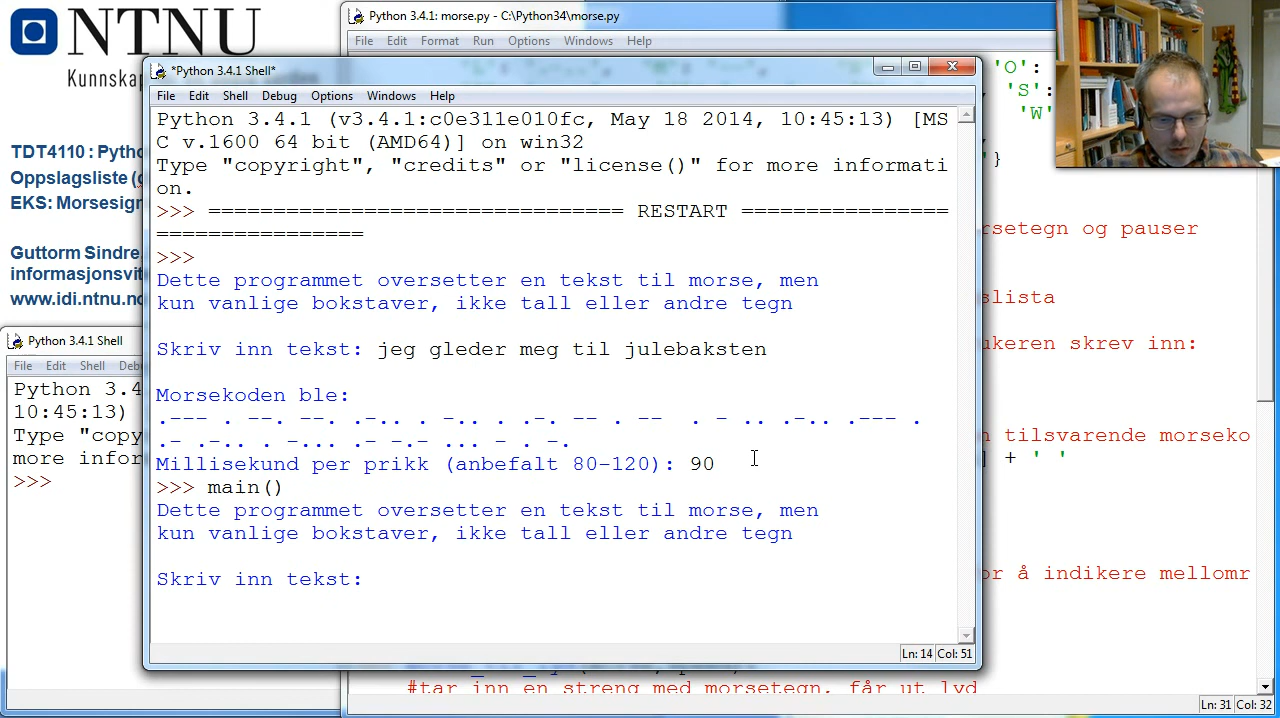 NTNU
Kunnskap
TDT4110 : Pytho
Oppslagsliste (
EKS: Morsesign
Guttorm Sindre,
informasjonsvit
www.idi.ntnu.no
Python 3.4.1: morse.py - C:\Python34\morse.py
File Edit Format Run Options Windows Help
'O':
'S':
'W'
'}
rsetegn og pauser
slista
ukeren skrev inn:
n tilsvarende morseko
] + ' '
or å indikere mellomr
#tar inn en streng med morsetegn, får ut lyd
Ln: 31 Col: 32
*Python 3.4.1 Shell*
File Edit Shell Debug Options Windows Help
Python 3.4.1 (v3.4.1:c0e311e010fc, May 18 2014, 10:45:13) [MS
C v.1600 64 bit (AMD64)] on win32
Type "copyright", "credits" or "license()" for more informati
on.
>>> ================================ RESTART ================
================
>>>
Dette programmet oversetter en tekst til morse, men
kun vanlige bokstaver, ikke tall eller andre tegn
Skriv inn tekst: jeg gleder meg til julebaksten
Morsekoden ble:
.--- . --. --. .-.. . -.. . .-. -- . -- . - .. .-.. .--- .
.- .-.. . -... .- -.- ... - . -.
Millisekund per prikk (anbefalt 80-120): 90
>>> main()
Dette programmet oversetter en tekst til morse, men
kun vanlige bokstaver, ikke tall eller andre tegn
Skriv inn tekst:
Ln: 14 Col: 51
Python 3.4.1 Shell
File Edit Shell Deb
Python 3.4
10:45:13)
Type "copy
more infor
>>>